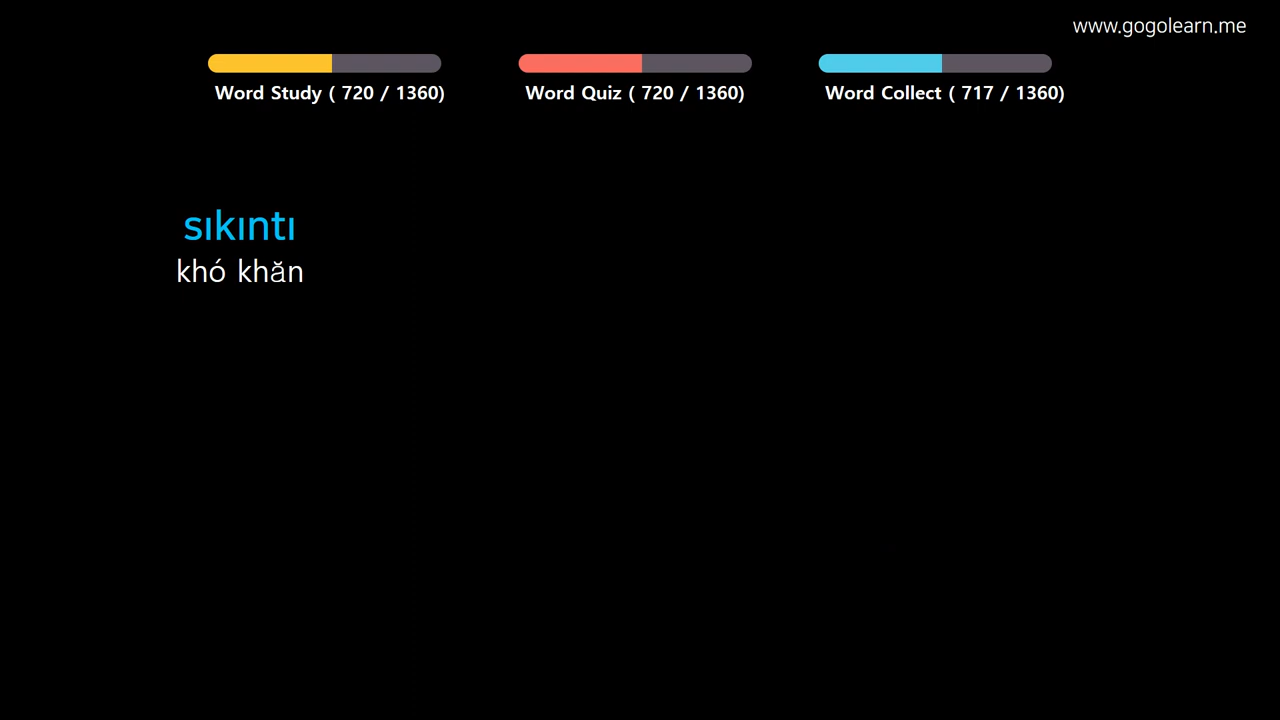 www.gogolearn.me
Word Study ( 720 / 1360)
Word Quiz ( 720 / 1360)
Word Collect ( 717 / 1360)
sıkıntı
khó khăn